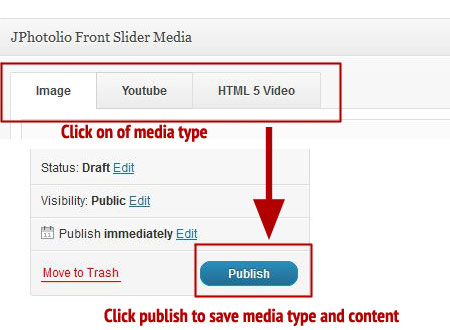 JPhotolio Front Slider Media
Image Youtube HTML 5 Video
Click on of media type
Status: Draft Edit
Visibility: Public Edit
11 Publish immediately Edit
Move to Trash Publish
Click publish to save media type and content